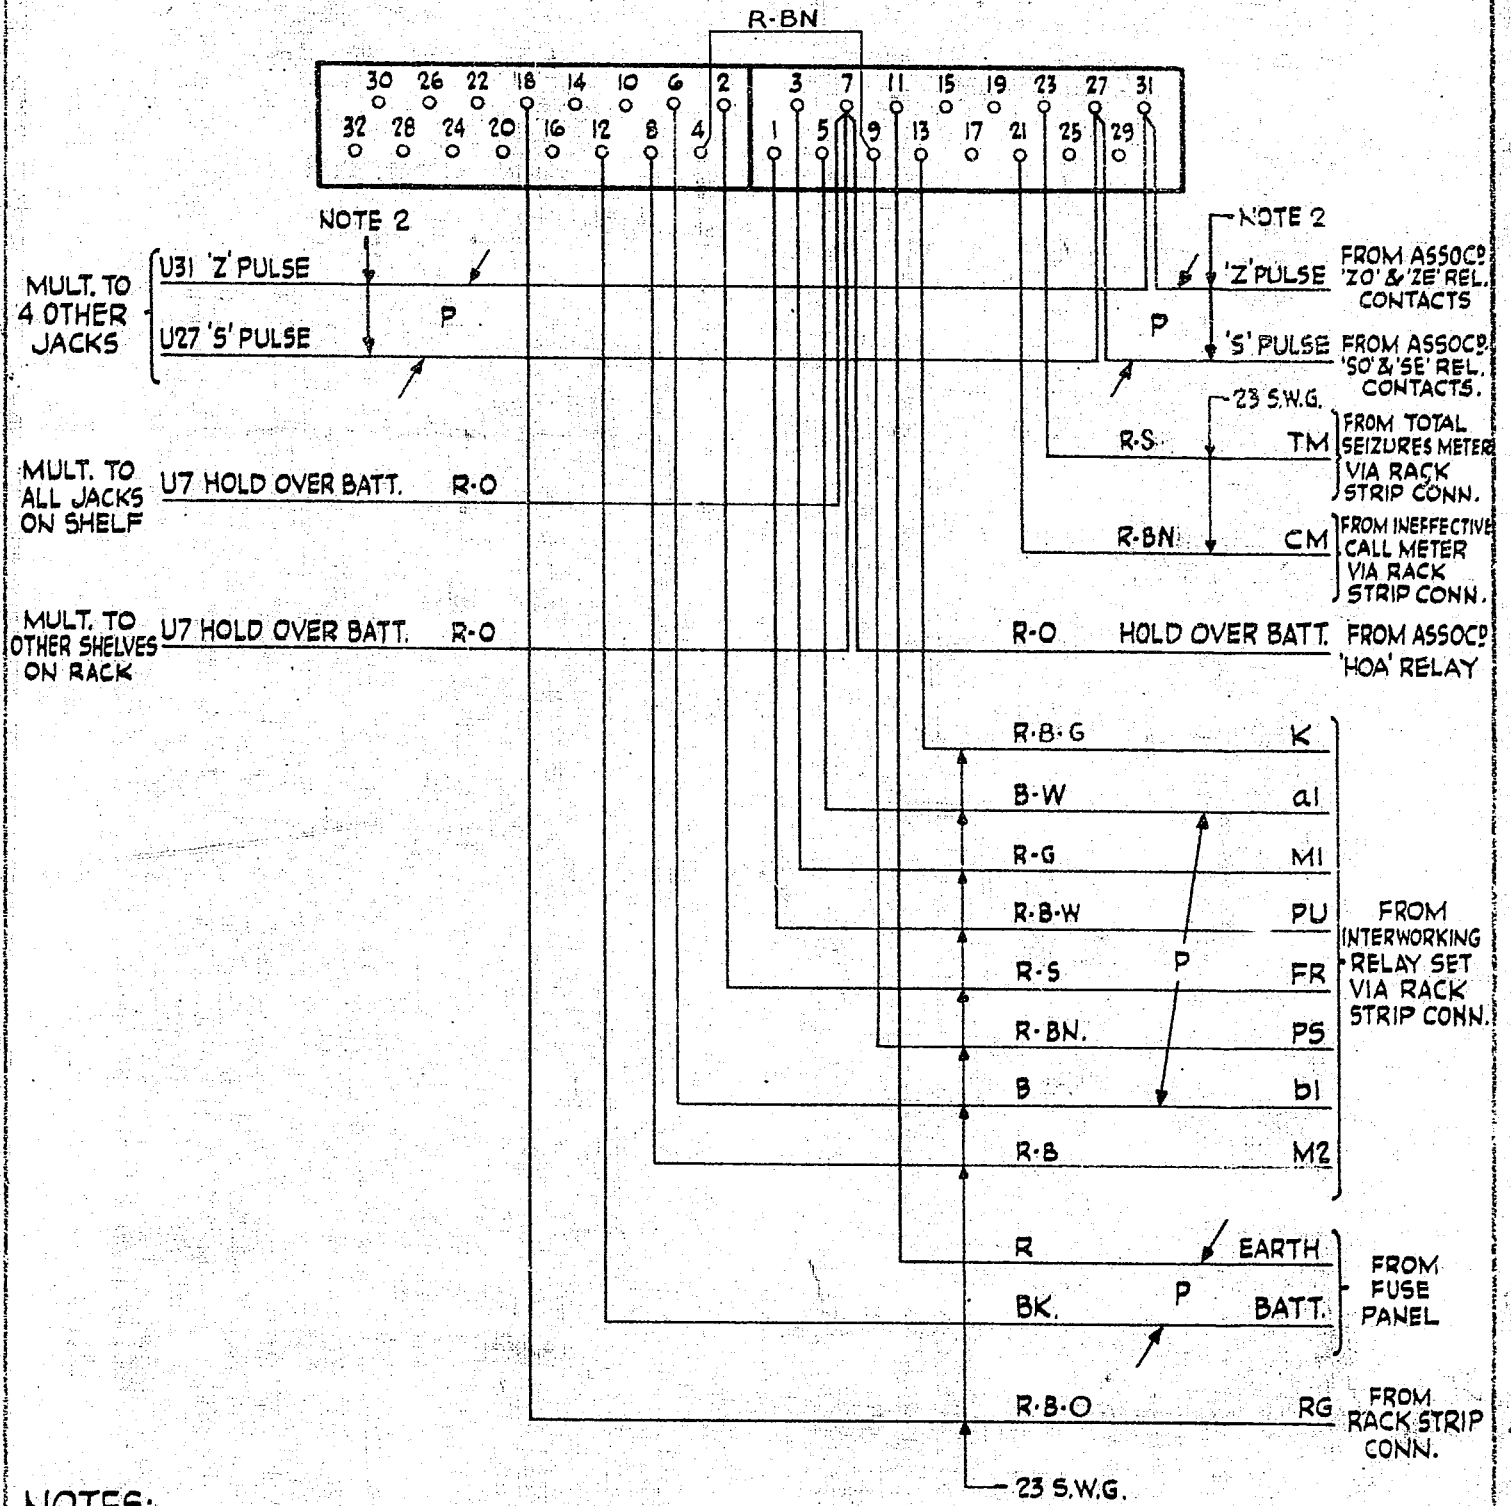 R-BN
30 26 22 18 14 10 6 2 3 7 11 15 19 23 27 31
32 28 24 20 16 12 8 4 1 5 9 13 17 21 25 29
NOTE 2
NOTE 2
MULT. TO
4 OTHER
JACKS
U31 'Z' PULSE
P
U27 'S' PULSE
'Z' PULSE
FROM ASSOCD
'ZO' & 'ZE' REL.
CONTACTS
P
'S' PULSE
FROM ASSOCD
'SO' & 'SE' REL.
CONTACTS.
23 S.W.G.
R-S
TM
FROM TOTAL
SEIZURES METER
VIA RACK
STRIP CONN.
MULT. TO
ALL JACKS
ON SHELF
U7 HOLD OVER BATT. R-O
R-BN
CM
FROM INEFFECTIVE
CALL METER
VIA RACK
STRIP CONN.
MULT. TO
OTHER SHELVES
ON RACK
U7 HOLD OVER BATT. R-O
R-O HOLD OVER BATT.
FROM ASSOCD
'HOA' RELAY
R-B-G K
B-W a1
R-G M1
R-B-W PU
R-S FR
R-BN. PS
B b1
R-B M2
P
FROM
INTERWORKING
RELAY SET
VIA RACK
STRIP CONN.
R EARTH
P
BK. BATT.
FROM
FUSE
PANEL
R-B-O RG
FROM
RACK STRIP
CONN.
23 S.W.G.
NOTES: